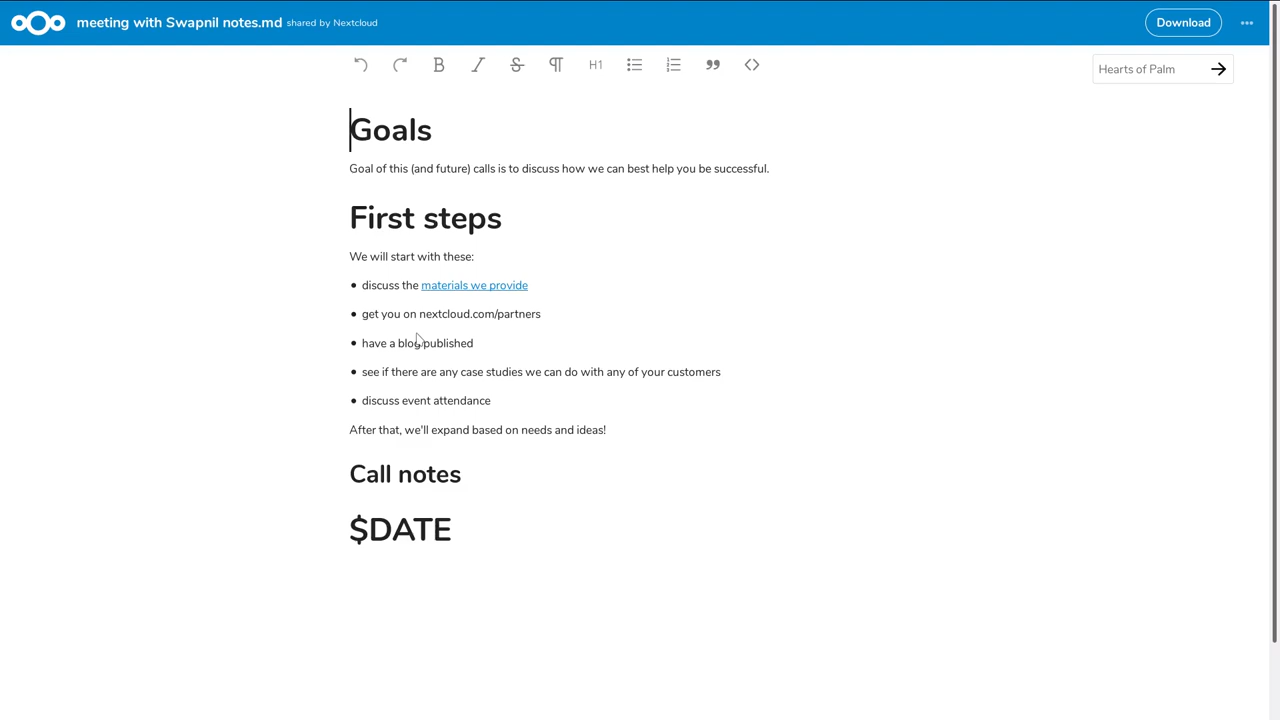 meeting with Swapnil notes.md shared by Nextcloud
Download
H1
Hearts of Palm
Goals
Goal of this (and future) calls is to discuss how we can best help you be successful.
First steps
We will start with these:
• discuss the materials we provide
• get you on nextcloud.com/partners
• have a blog published
• see if there are any case studies we can do with any of your customers
• discuss event attendance
After that, we'll expand based on needs and ideas!
Call notes
$DATE